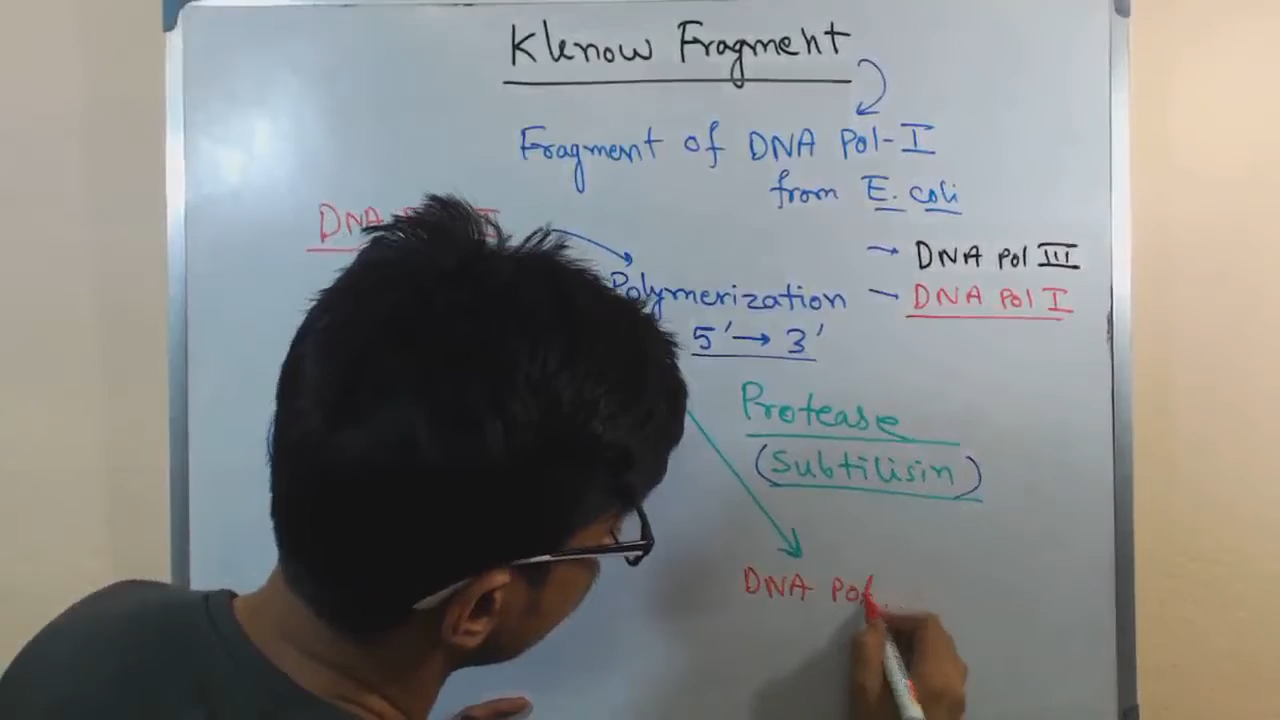 Klenow Fragment
Fragment of DNA Pol-I
from E. coli
DNA
→ DNA Pol III
Polymerization – DNA Pol I
5' → 3'
Protease
(Subtilisin)
DNA Pol